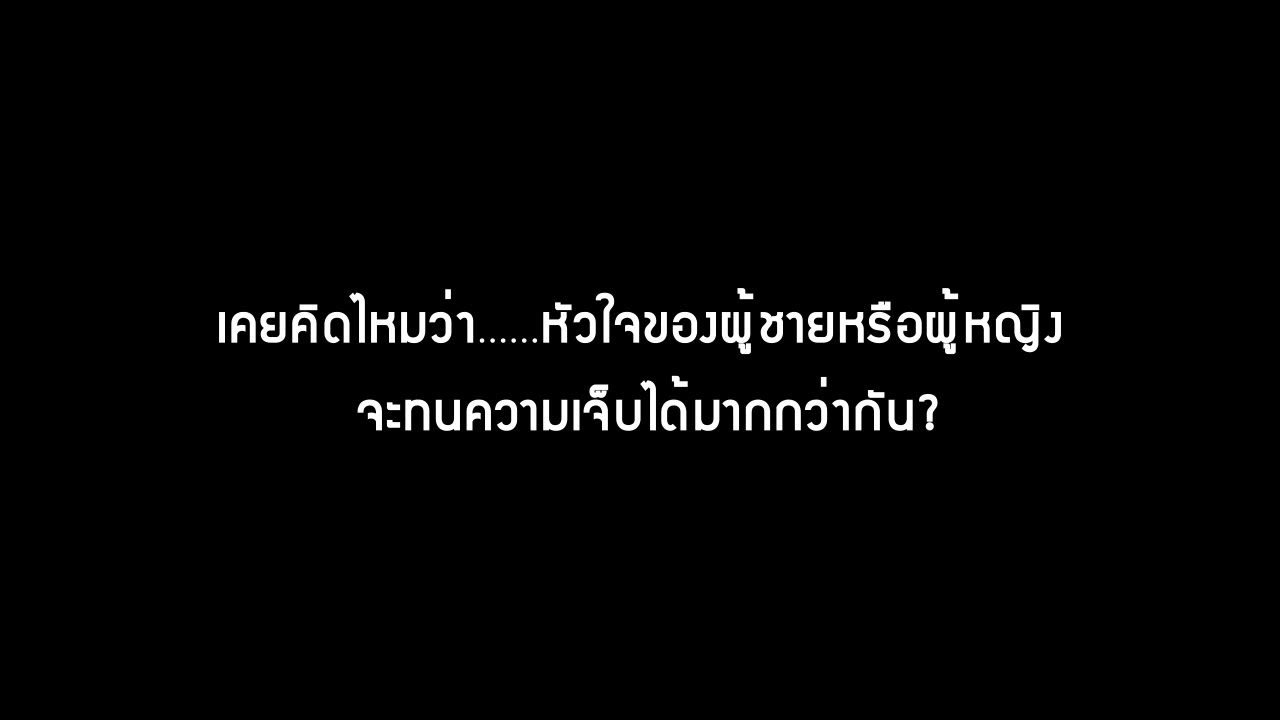 เคยคิดไหมว่า......หัวใจของผู้ชายหรือผู้หญิง
จะทนความเจ็บได้มากกว่ากัน?